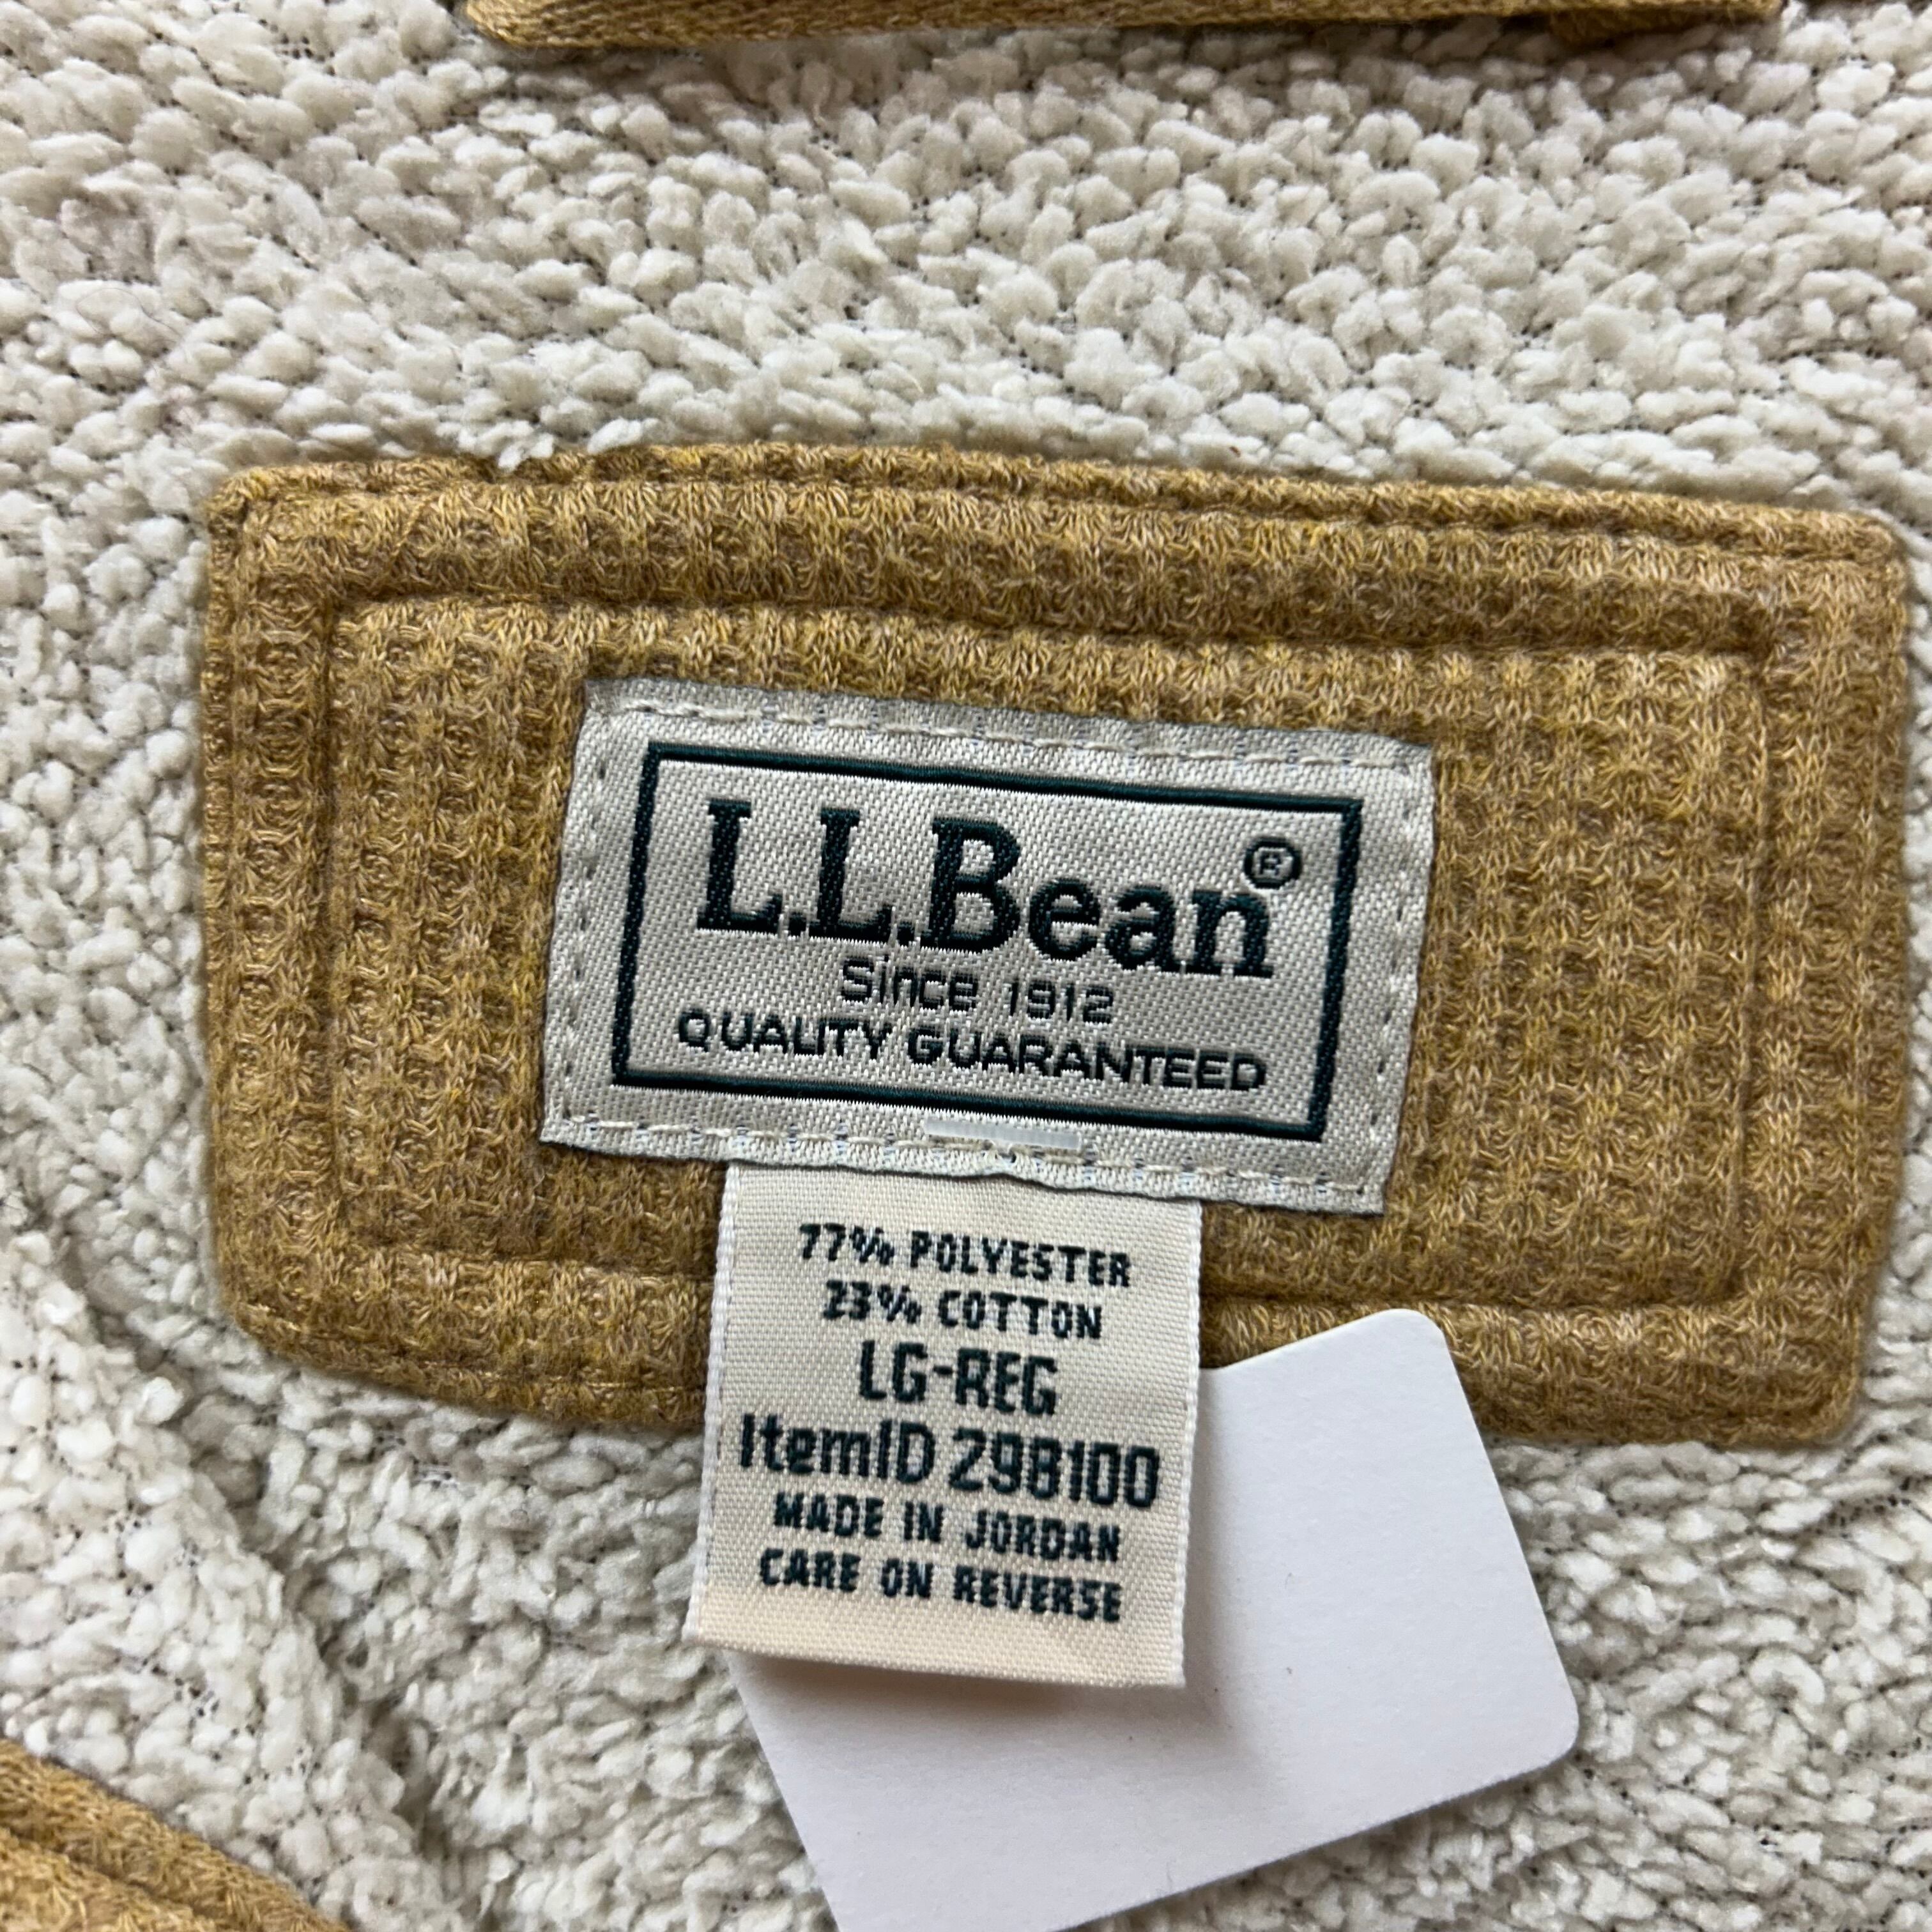 L.L.Bean®
Since 1912
QUALITY GUARANTEED
77% POLYESTER
23% COTTON
LG-REG
ItemID 298100
MADE IN JORDAN
CARE ON REVERSE